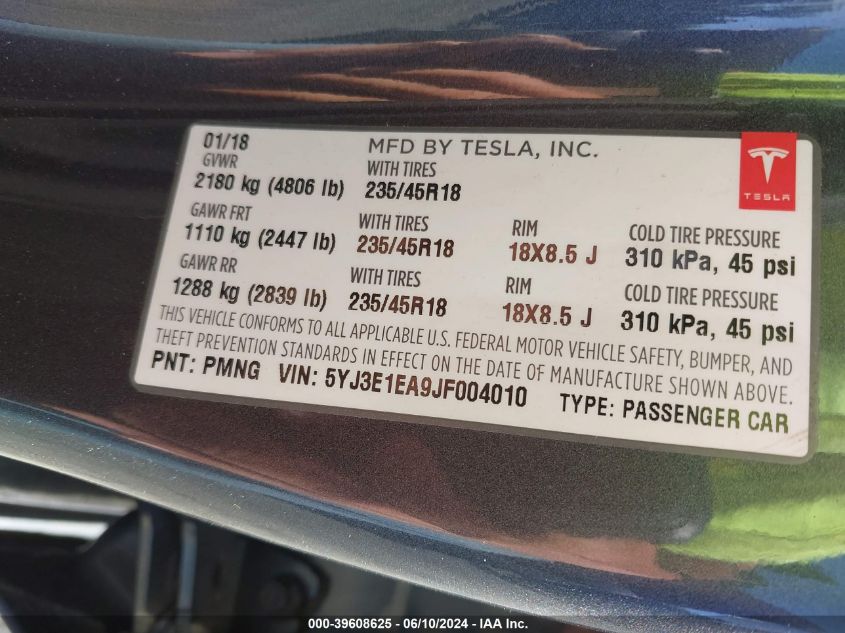 01/18
MFD BY TESLA, INC.
TESLA
GVWR
2180 kg (4806 lb)
WITH TIRES
235/45R18
GAWR FRT
1110 kg (2447 lb)
WITH TIRES
235/45R18
RIM
18X8.5 J
COLD TIRE PRESSURE
310 kPa, 45 psi
GAWR RR
1288 kg (2839 lb)
WITH TIRES
235/45R18
RIM
18X8.5 J
COLD TIRE PRESSURE
310 kPa, 45 psi
THIS VEHICLE CONFORMS TO ALL APPLICABLE U.S. FEDERAL MOTOR VEHICLE SAFETY, BUMPER, AND
THEFT PREVENTION STANDARDS IN EFFECT ON THE DATE OF MANUFACTURE SHOWN ABOVE.
PNT: PMNG VIN: 5YJ3E1EA9JF004010 TYPE: PASSENGER CAR
000-39608625 - 06/10/2024 - IAA Inc.